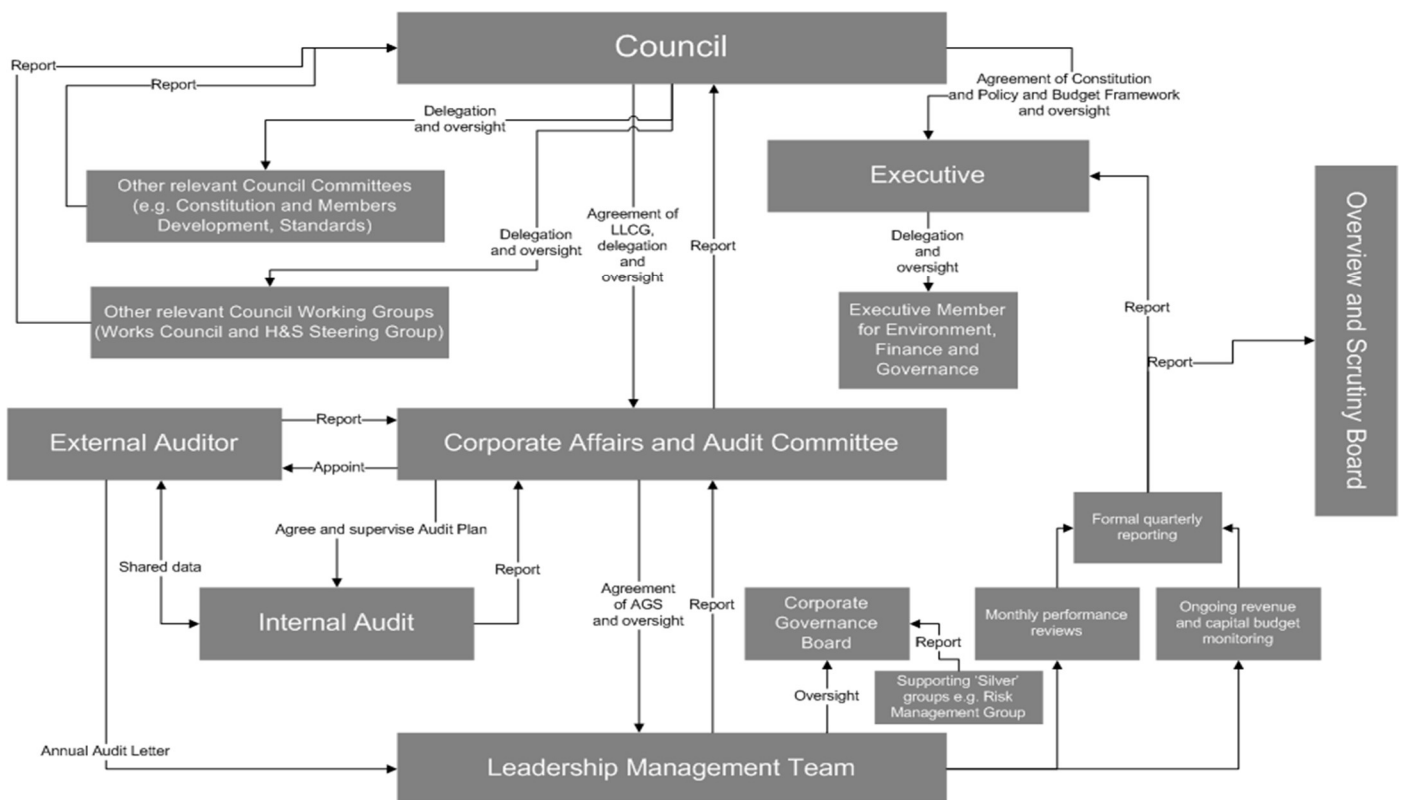 Council
Report
Report
Agreement of Constitution
and Policy and Budget Framework
and oversight
Delegation
and oversight
Executive
Other relevant Council Committees
(e.g. Constitution and Members
Development, Standards)
Overview and Scrutiny Board
Agreement of
LLCG,
delegation
and
oversight
Report
Delegation
and oversight
Delegation
and
oversight
Other relevant Council Working Groups
(Works Council and H&S Steering Group)
Executive Member
for Environment,
Finance and
Governance
Report
Report
External Auditor
Report
Appoint
Corporate Affairs and Audit Committee
Agree and supervise Audit Plan
Shared data
Report
Internal Audit
Agreement
of AGS
and oversight
Report
Formal quarterly
reporting
Corporate
Governance
Board
Monthly performance
reviews
Ongoing revenue
and capital budget
monitoring
Report
Oversight
Supporting ‘Silver’
groups e.g. Risk
Management Group
Annual Audit Letter
Leadership Management Team